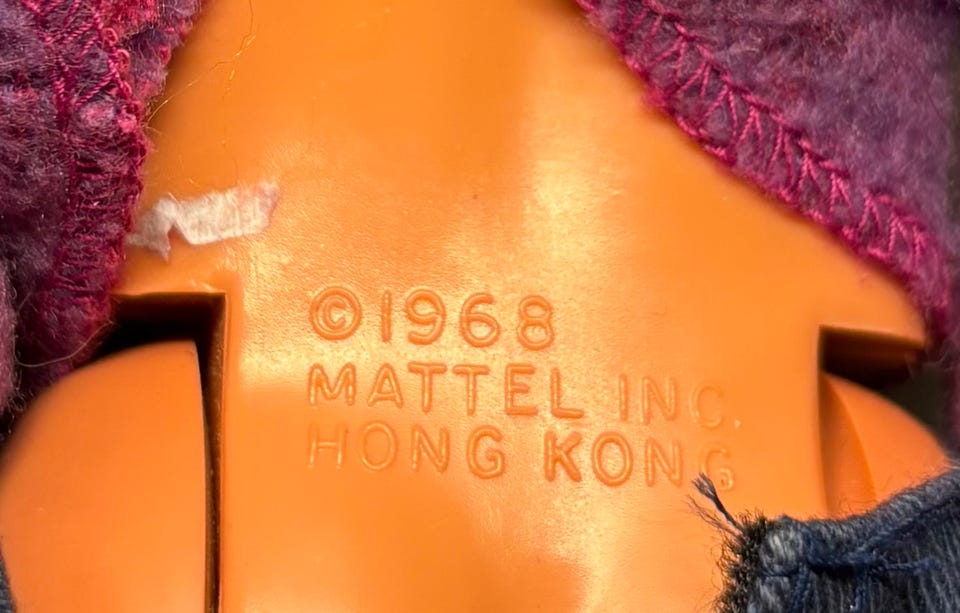 ©1968
MATTEL INC.
HONG KONG